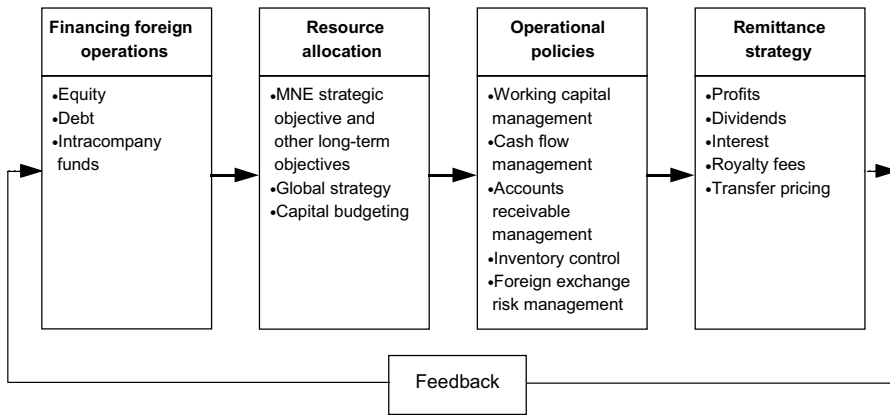 Financing foreign
operations
•Equity
•Debt
•Intracompany
funds
Resource
allocation
•MNE strategic
objective and
other long-term
objectives
•Global strategy
•Capital budgeting
Operational
policies
•Working capital
management
•Cash flow
management
•Accounts
receivable
management
•Inventory control
•Foreign exchange
risk management
Remittance
strategy
•Profits
•Dividends
•Interest
•Royalty fees
•Transfer pricing
Feedback